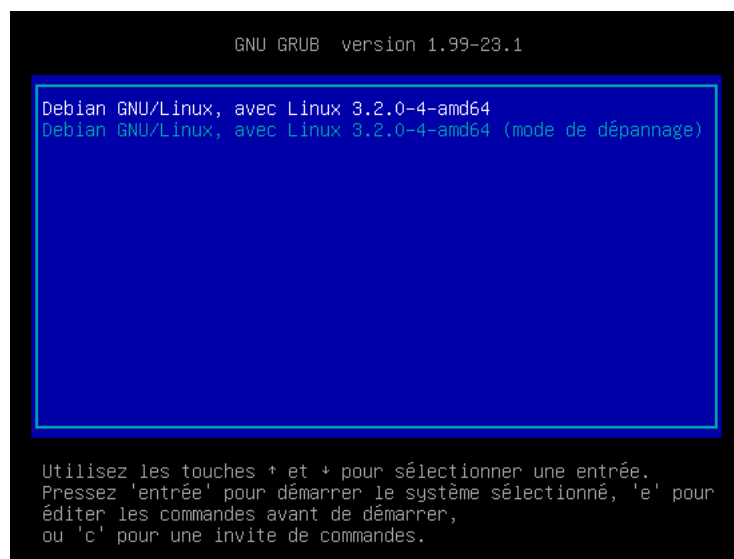 GNU GRUB  version 1.99-23.1
Debian GNU/Linux, avec Linux 3.2.0-4-amd64
Debian GNU/Linux, avec Linux 3.2.0-4-amd64 (mode de dépannage)
Utilisez les touches ↑ et ↓ pour sélectionner une entrée.
Pressez 'entrée' pour démarrer le système sélectionné, 'e' pour
éditer les commandes avant de démarrer,
ou 'c' pour une invite de commandes.